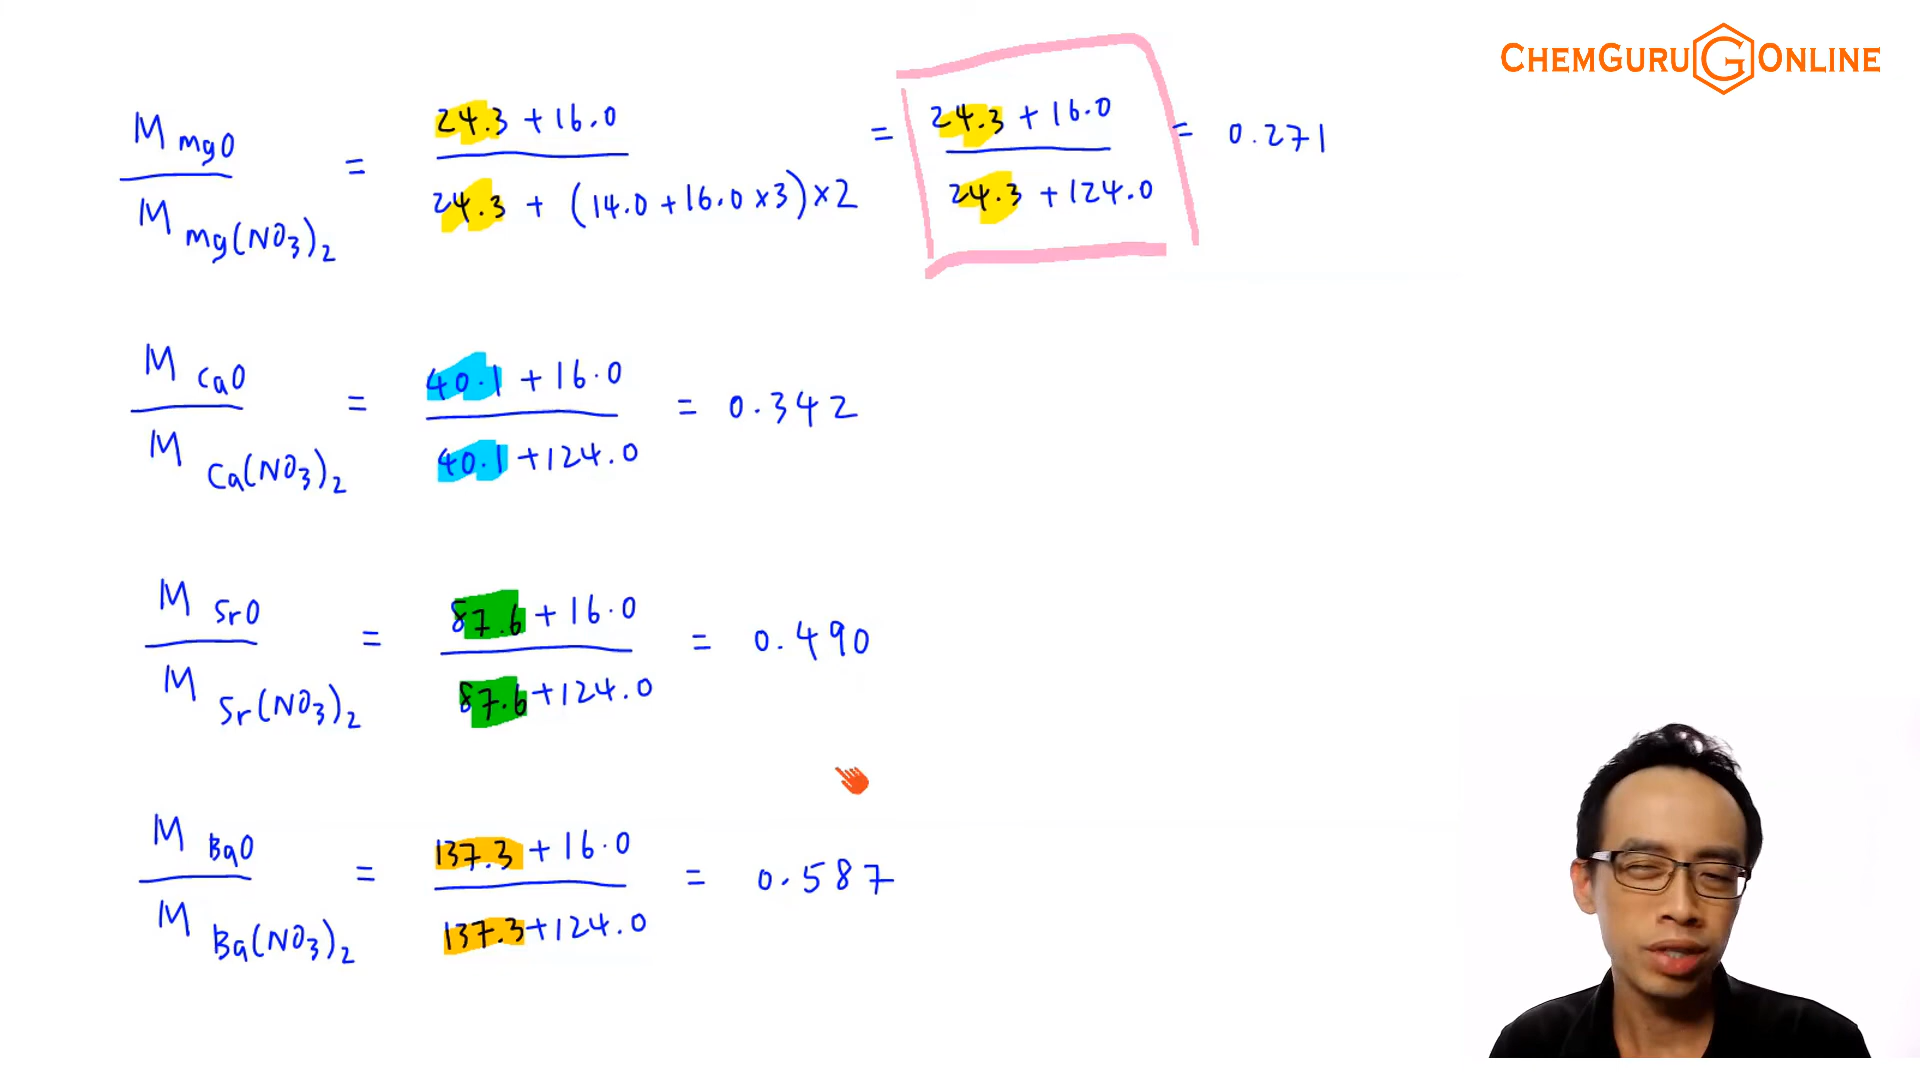 CHEMGURU G ONLINE
M MgO / M Mg(NO3)2 = 24.3 + 16.0 / 24.3 + (14.0 + 16.0 x 3) x 2 = 24.3 + 16.0 / 24.3 + 124.0 = 0.271
M CaO / M Ca(NO3)2 = 40.1 + 16.0 / 40.1 + 124.0 = 0.342
M SrO / M Sr(NO3)2 = 87.6 + 16.0 / 87.6 + 124.0 = 0.490
M BaO / M Ba(NO3)2 = 137.3 + 16.0 / 137.3 + 124.0 = 0.587